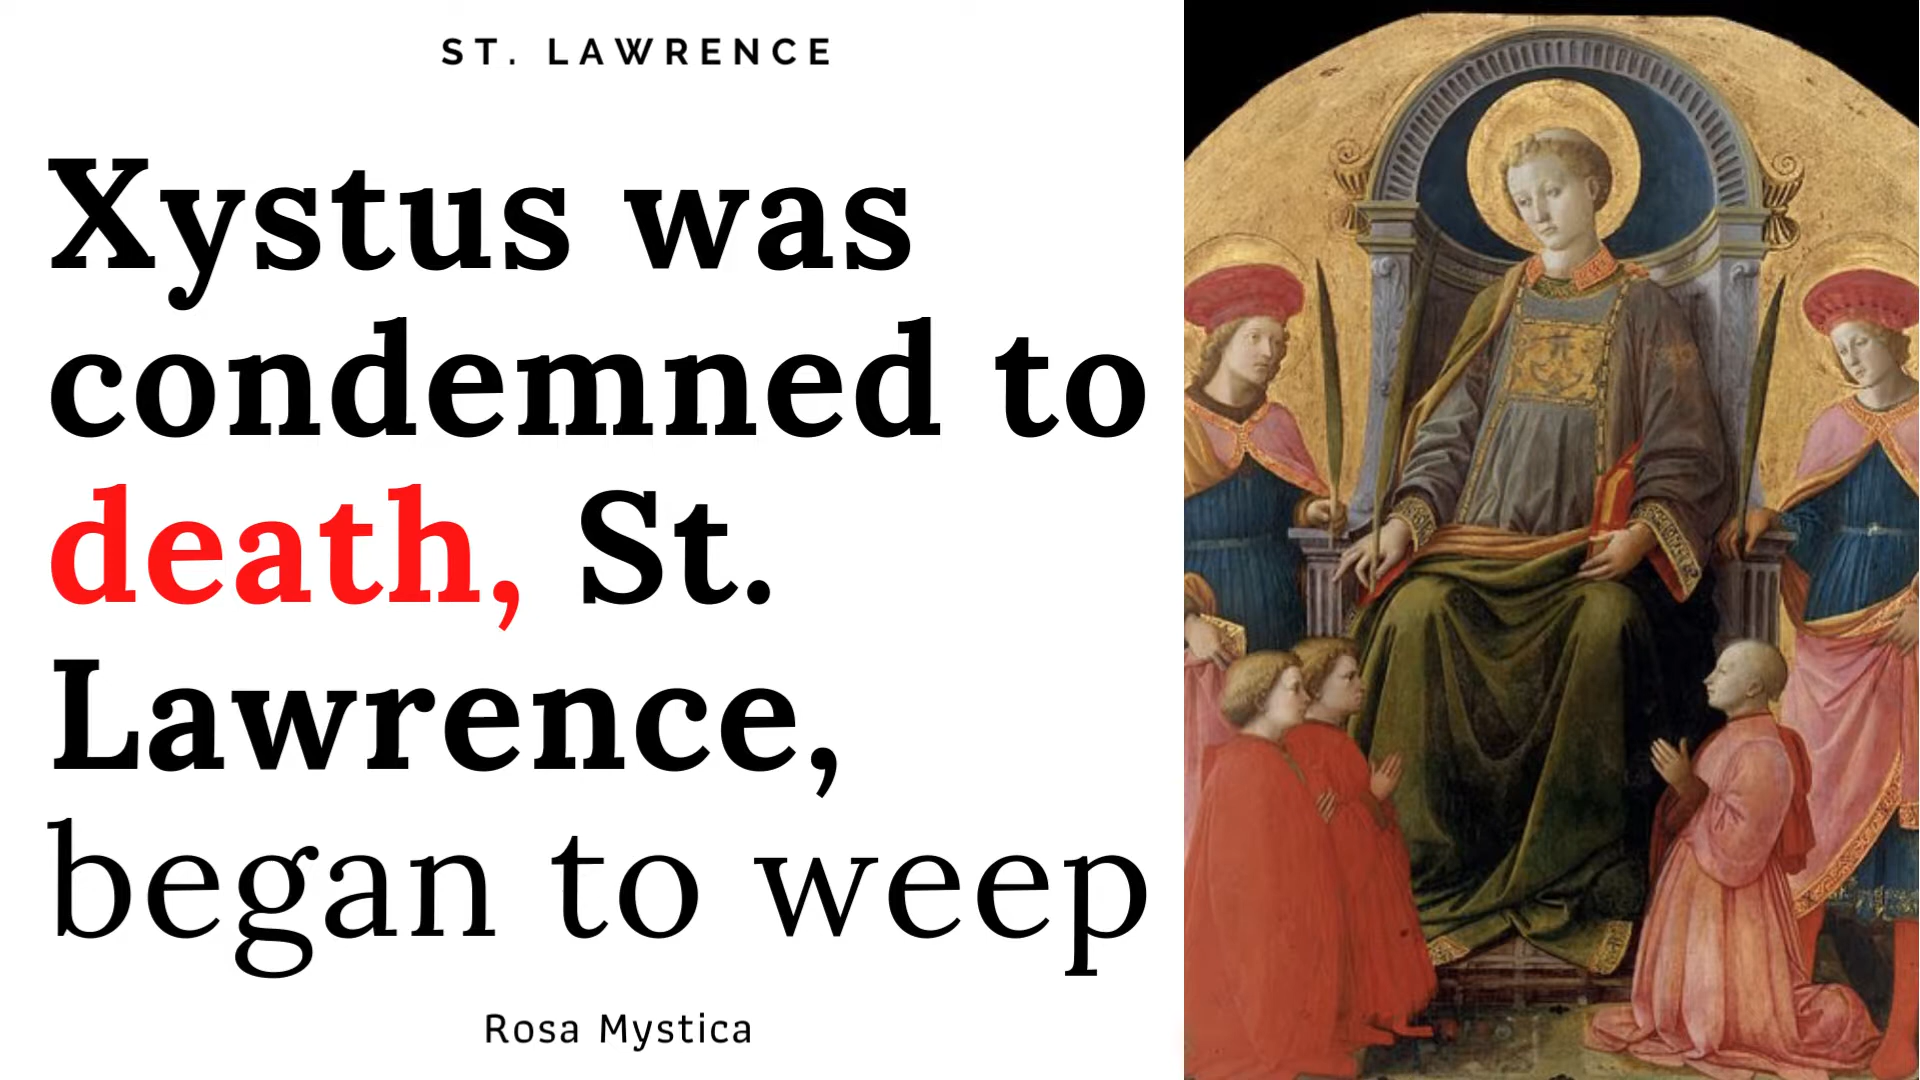 ST. LAWRENCE
Xystus was
condemned to
death, St.
Lawrence,
began to weep
Rosa Mystica